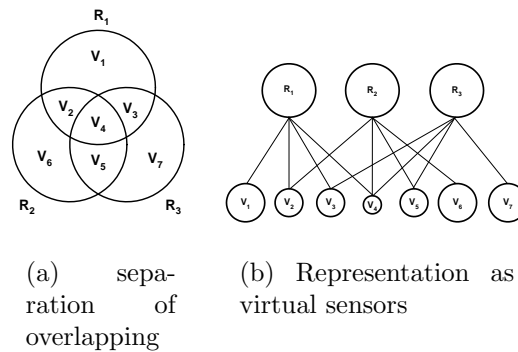 R1
V1
V2
V3
V4
V6
V5
V7
R2
R3
R1
R2
R3
V1
V2
V3
V4
V5
V6
V7
(a) sepa-
ration of
overlapping
(b) Representation as
virtual sensors